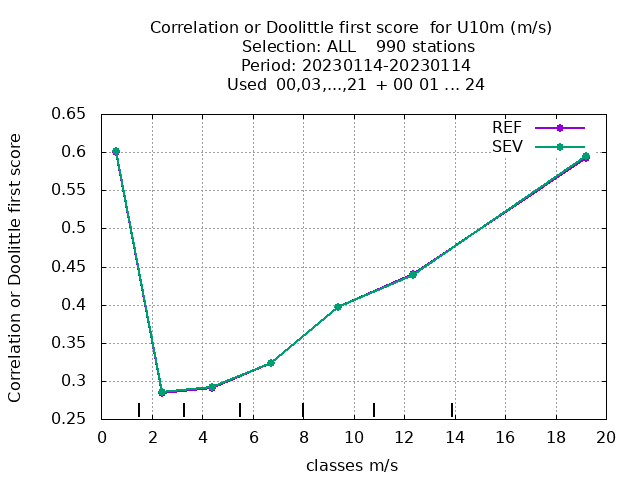 Correlation or Doolittle first score  for U10m (m/s)
Selection: ALL    990 stations
Period: 20230114-20230114
Used  00,03,...,21  + 00 01 ... 24
Correlation or Doolittle first score
0.65
0.6
0.55
0.5
0.45
0.4
0.35
0.3
0.25
REF
SEV
0 2 4 6 8 10 12 14 16 18 20
classes m/s